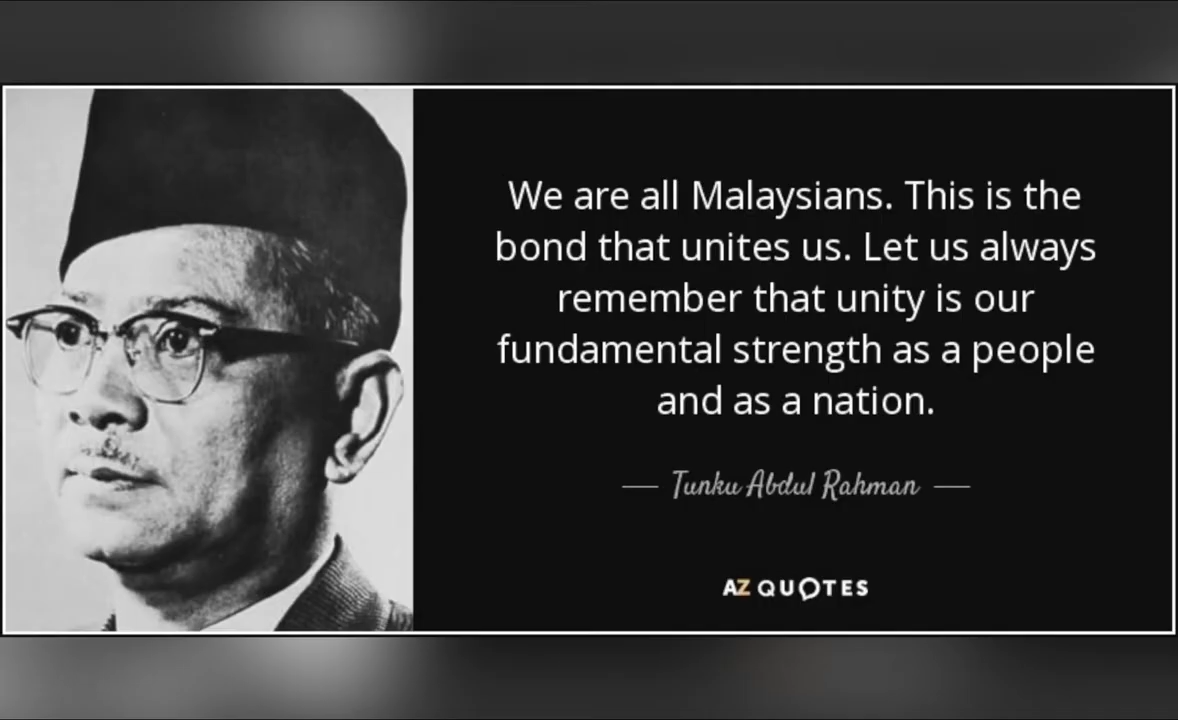 We are all Malaysians. This is the
bond that unites us. Let us always
remember that unity is our
fundamental strength as a people
and as a nation.
Tunku Abdul Rahman
AZ QUOTES